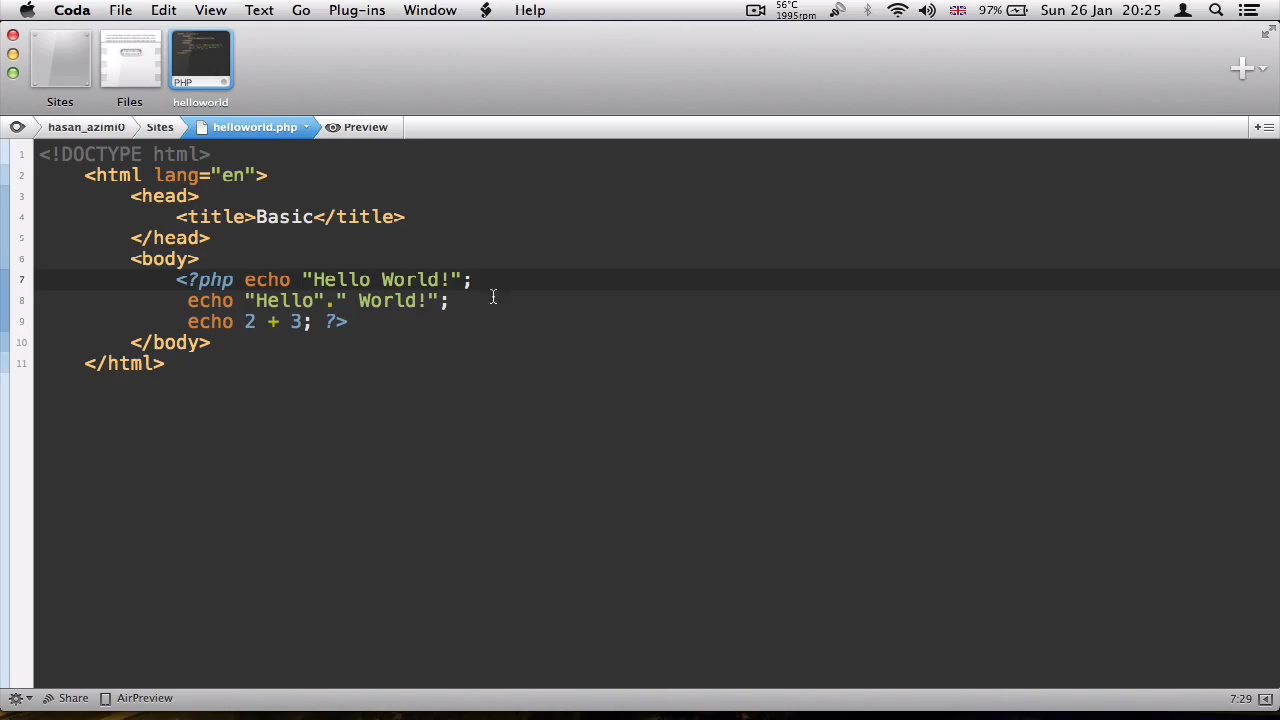 Coda File Edit View Text Go Plug-ins Window Help 56°C 1995rpm 97% Sun 26 Jan 20:25
PHP
Sites Files helloworld
hasan_azimi0 Sites helloworld.php Preview
1 <!DOCTYPE html>
2 <html lang="en">
3 <head>
4 <title>Basic</title>
5 </head>
6 <body>
7 <?php echo "Hello World!";
8 echo "Hello"." World!";
9 echo 2 + 3; ?>
10 </body>
11 </html>
Share AirPreview 7:29